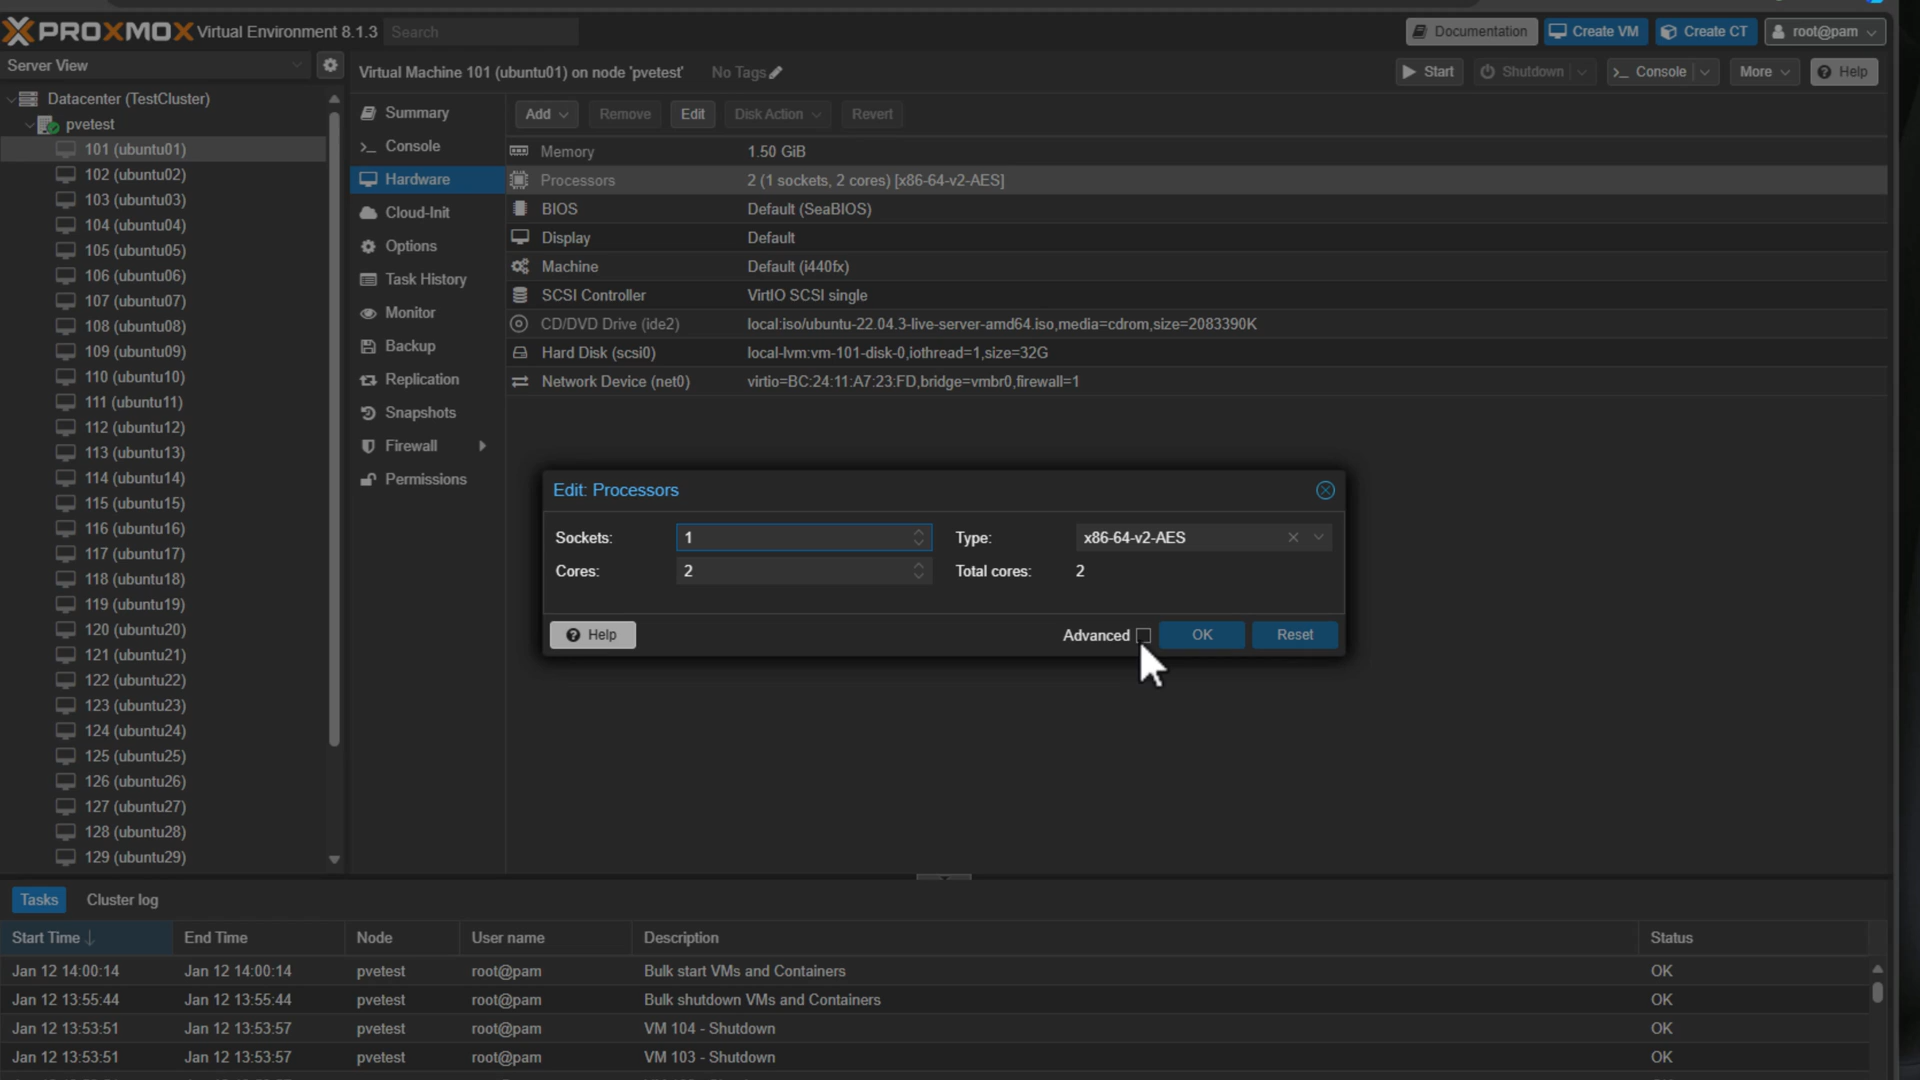 PROXMOX Virtual Environment 8.1.3 Search Documentation Create VM Create CT root@pam
Server View
Virtual Machine 101 (ubuntu01) on node 'pvetest' No Tags Start Shutdown Console More Help
Datacenter (TestCluster)
pvetest
101 (ubuntu01)
102 (ubuntu02)
103 (ubuntu03)
104 (ubuntu04)
105 (ubuntu05)
106 (ubuntu06)
107 (ubuntu07)
108 (ubuntu08)
109 (ubuntu09)
110 (ubuntu10)
111 (ubuntu11)
112 (ubuntu12)
113 (ubuntu13)
114 (ubuntu14)
115 (ubuntu15)
116 (ubuntu16)
117 (ubuntu17)
118 (ubuntu18)
119 (ubuntu19)
120 (ubuntu20)
121 (ubuntu21)
122 (ubuntu22)
123 (ubuntu23)
124 (ubuntu24)
125 (ubuntu25)
126 (ubuntu26)
127 (ubuntu27)
128 (ubuntu28)
129 (ubuntu29)
Summary
Console
Hardware
Cloud-Init
Options
Task History
Monitor
Backup
Replication
Snapshots
Firewall
Permissions
Add Remove Edit Disk Action Revert
Memory 1.50 GiB
Processors 2 (1 sockets, 2 cores) [x86-64-v2-AES]
BIOS Default (SeaBIOS)
Display Default
Machine Default (i440fx)
SCSI Controller VirtIO SCSI single
CD/DVD Drive (ide2) local:iso/ubuntu-22.04.3-live-server-amd64.iso,media=cdrom,size=2083390K
Hard Disk (scsi0) local-lvm:vm-101-disk-0,iothread=1,size=32G
Network Device (net0) virtio=BC:24:11:A7:23:FD,bridge=vmbr0,firewall=1
Edit: Processors
Sockets: 1 Type: x86-64-v2-AES
Cores: 2 Total cores: 2
Help Advanced OK Reset
Tasks Cluster log
Start Time End Time Node User name Description Status
Jan 12 14:00:14 Jan 12 14:00:14 pvetest root@pam Bulk start VMs and Containers OK
Jan 12 13:55:44 Jan 12 13:55:44 pvetest root@pam Bulk shutdown VMs and Containers OK
Jan 12 13:53:51 Jan 12 13:53:57 pvetest root@pam VM 104 - Shutdown OK
Jan 12 13:53:51 Jan 12 13:53:57 pvetest root@pam VM 103 - Shutdown OK